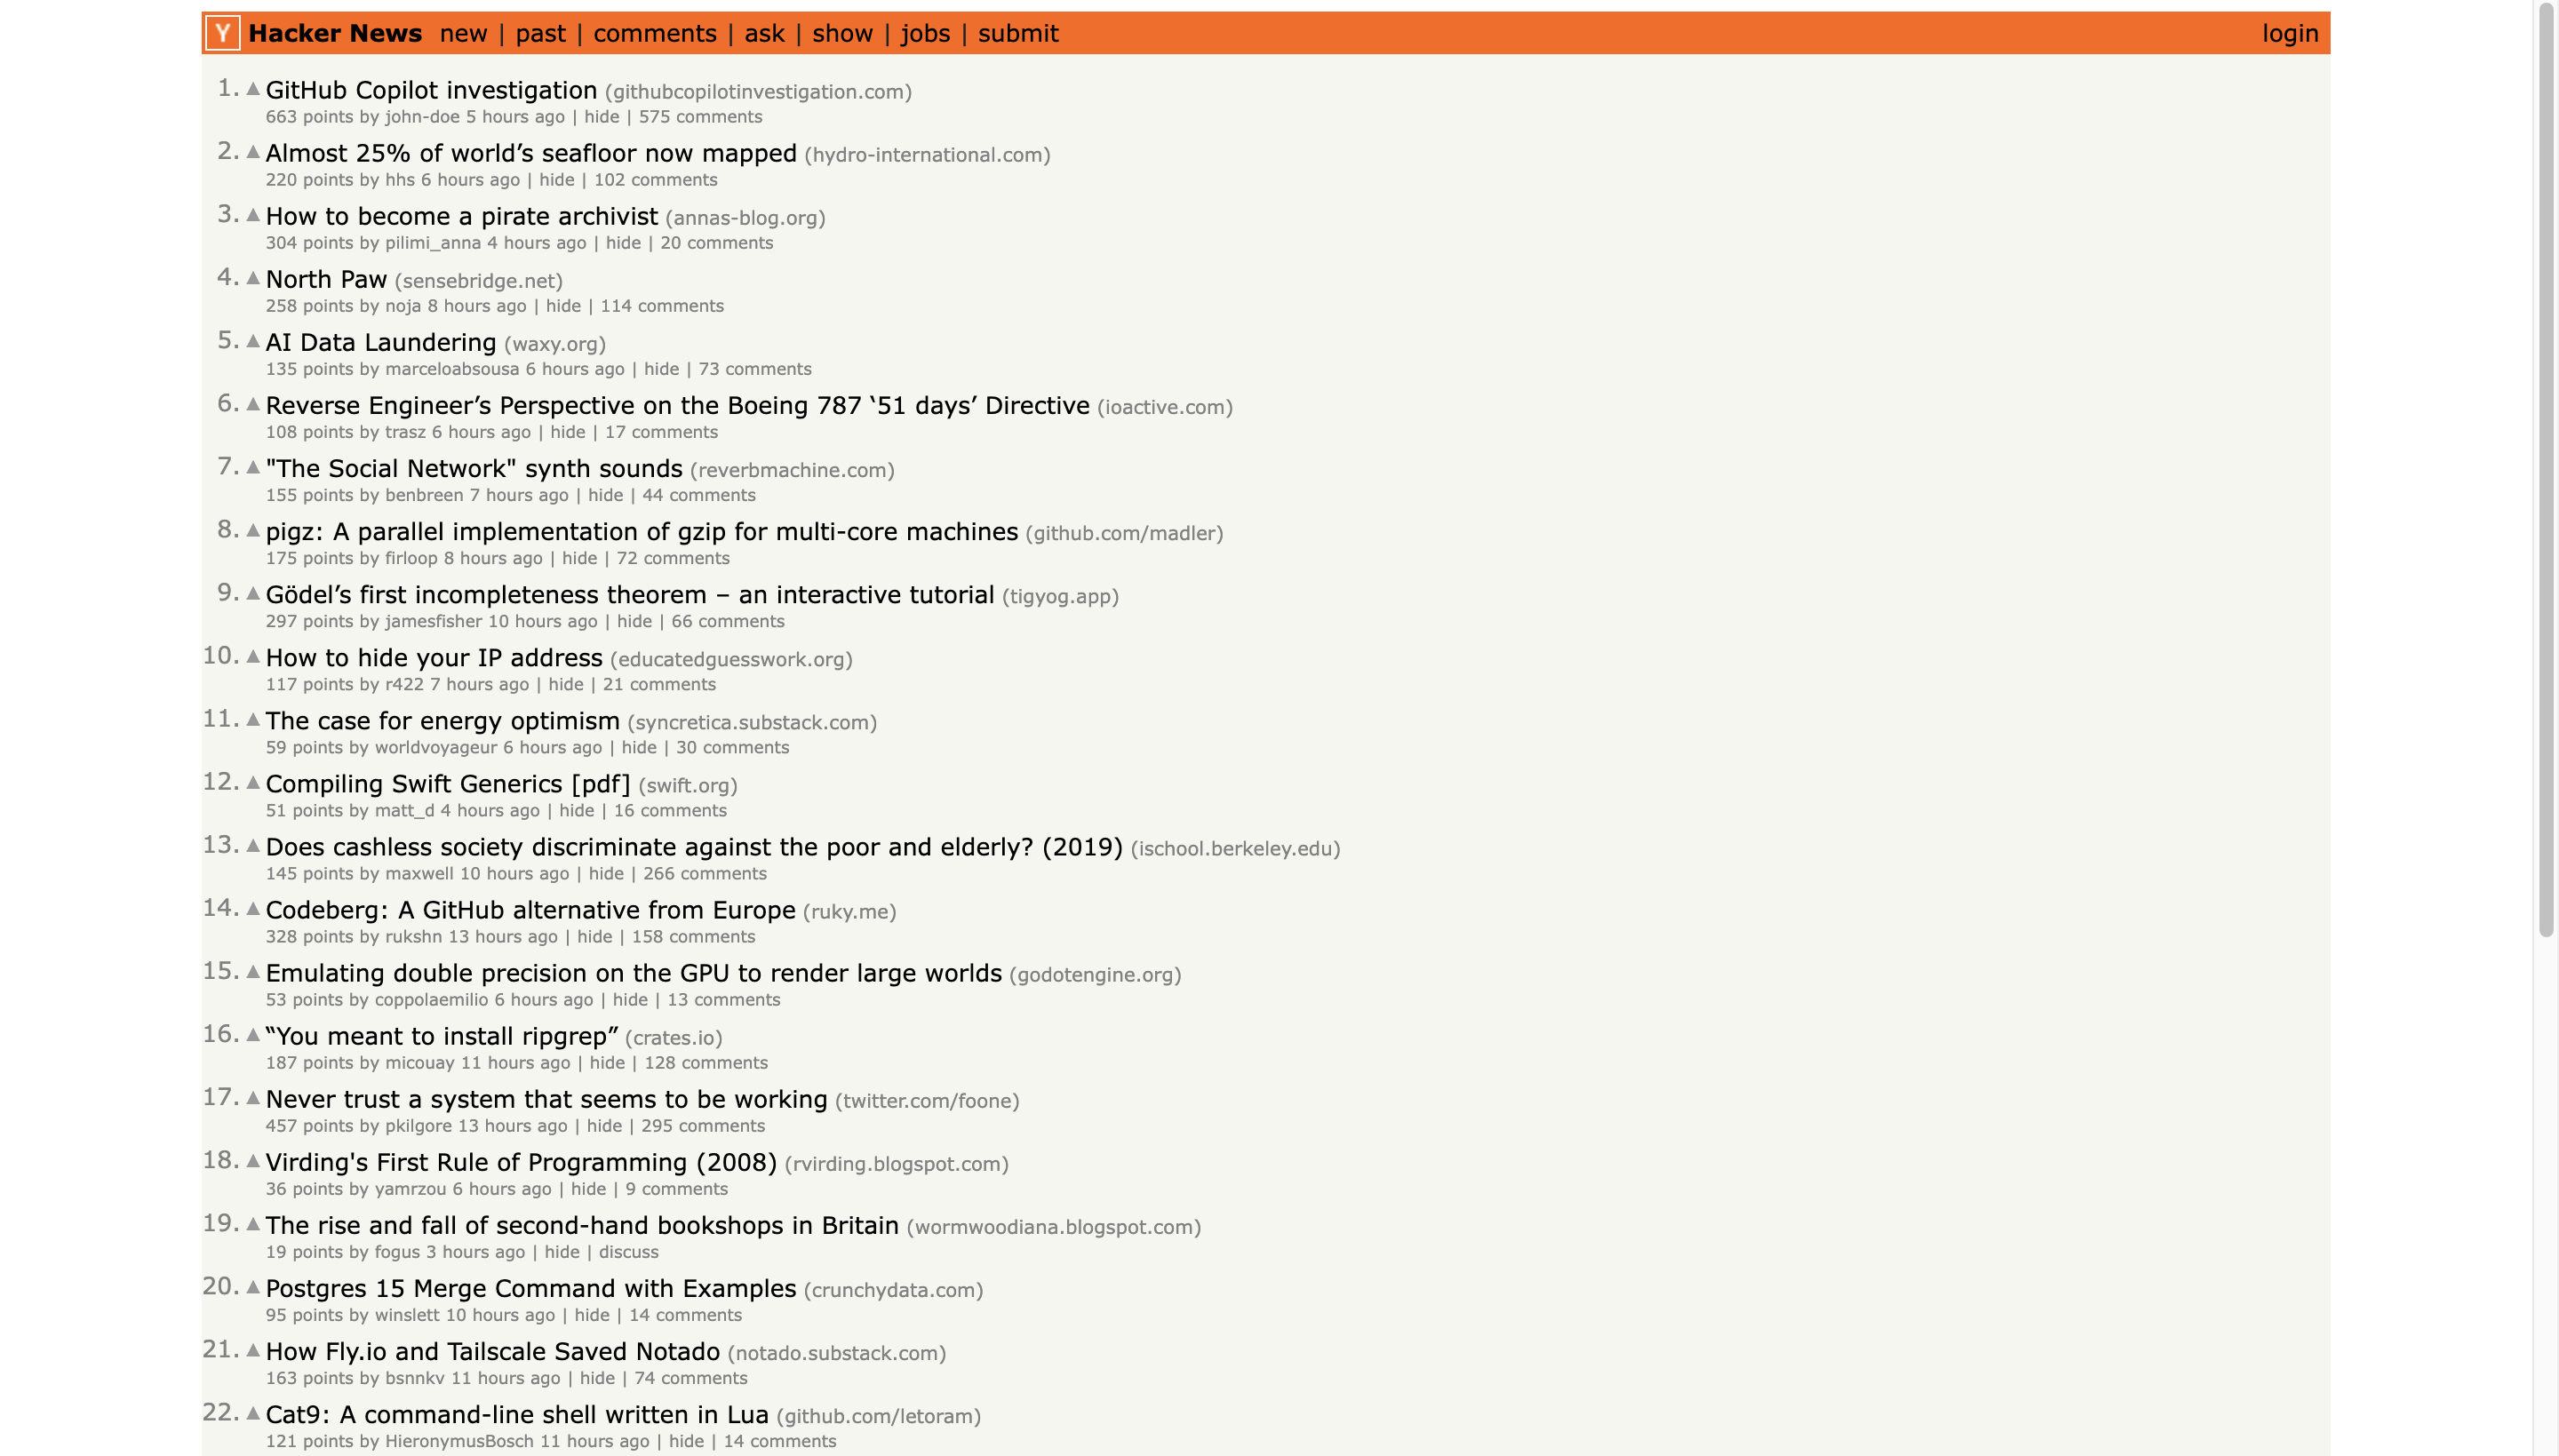 Y Hacker News new | past | comments | ask | show | jobs | submit login
1. ▲ GitHub Copilot investigation (githubcopilotinvestigation.com)
663 points by john-doe 5 hours ago | hide | 575 comments
2. ▲ Almost 25% of world’s seafloor now mapped (hydro-international.com)
220 points by hhs 6 hours ago | hide | 102 comments
3. ▲ How to become a pirate archivist (annas-blog.org)
304 points by pilimi_anna 4 hours ago | hide | 20 comments
4. ▲ North Paw (sensebridge.net)
258 points by noja 8 hours ago | hide | 114 comments
5. ▲ AI Data Laundering (waxy.org)
135 points by marceloabsousa 6 hours ago | hide | 73 comments
6. ▲ Reverse Engineer’s Perspective on the Boeing 787 ‘51 days’ Directive (ioactive.com)
108 points by trasz 6 hours ago | hide | 17 comments
7. ▲ "The Social Network" synth sounds (reverbmachine.com)
155 points by benbreen 7 hours ago | hide | 44 comments
8. ▲ pigz: A parallel implementation of gzip for multi-core machines (github.com/madler)
175 points by firloop 8 hours ago | hide | 72 comments
9. ▲ Gödel’s first incompleteness theorem – an interactive tutorial (tigyog.app)
297 points by jamesfisher 10 hours ago | hide | 66 comments
10. ▲ How to hide your IP address (educatedguesswork.org)
117 points by r422 7 hours ago | hide | 21 comments
11. ▲ The case for energy optimism (syncretica.substack.com)
59 points by worldvoyageur 6 hours ago | hide | 30 comments
12. ▲ Compiling Swift Generics [pdf] (swift.org)
51 points by matt_d 4 hours ago | hide | 16 comments
13. ▲ Does cashless society discriminate against the poor and elderly? (2019) (ischool.berkeley.edu)
145 points by maxwell 10 hours ago | hide | 266 comments
14. ▲ Codeberg: A GitHub alternative from Europe (ruky.me)
328 points by rukshn 13 hours ago | hide | 158 comments
15. ▲ Emulating double precision on the GPU to render large worlds (godotengine.org)
53 points by coppolaemilio 6 hours ago | hide | 13 comments
16. ▲ “You meant to install ripgrep” (crates.io)
187 points by micouay 11 hours ago | hide | 128 comments
17. ▲ Never trust a system that seems to be working (twitter.com/foone)
457 points by pkilgore 13 hours ago | hide | 295 comments
18. ▲ Virding's First Rule of Programming (2008) (rvirding.blogspot.com)
36 points by yamrzou 6 hours ago | hide | 9 comments
19. ▲ The rise and fall of second-hand bookshops in Britain (wormwoodiana.blogspot.com)
19 points by fogus 3 hours ago | hide | discuss
20. ▲ Postgres 15 Merge Command with Examples (crunchydata.com)
95 points by winslett 10 hours ago | hide | 14 comments
21. ▲ How Fly.io and Tailscale Saved Notado (notado.substack.com)
163 points by bsnnkv 11 hours ago | hide | 74 comments
22. ▲ Cat9: A command-line shell written in Lua (github.com/letoram)
121 points by HieronymusBosch 11 hours ago | hide | 14 comments